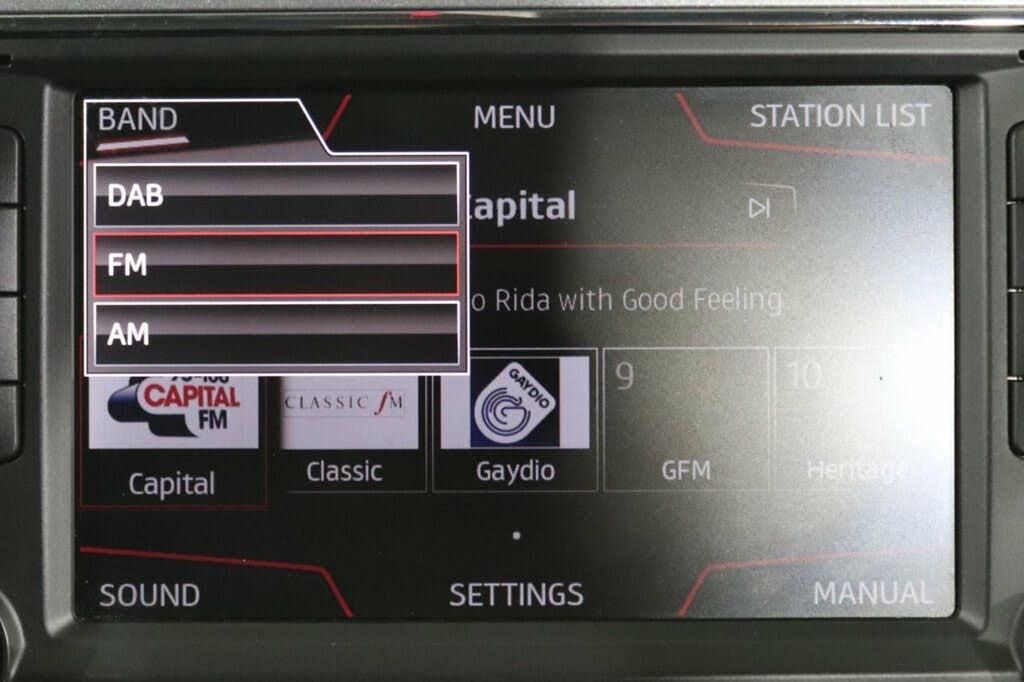 BAND
MENU
STATION LIST
DAB
apital
FM
Rida with Good Feeling
AM
CAPITAL
FM
CLASSIC fM
GAYDIO
9
10
Capital
Classic
Gaydio
GFM
Heritage
SOUND
SETTINGS
MANUAL